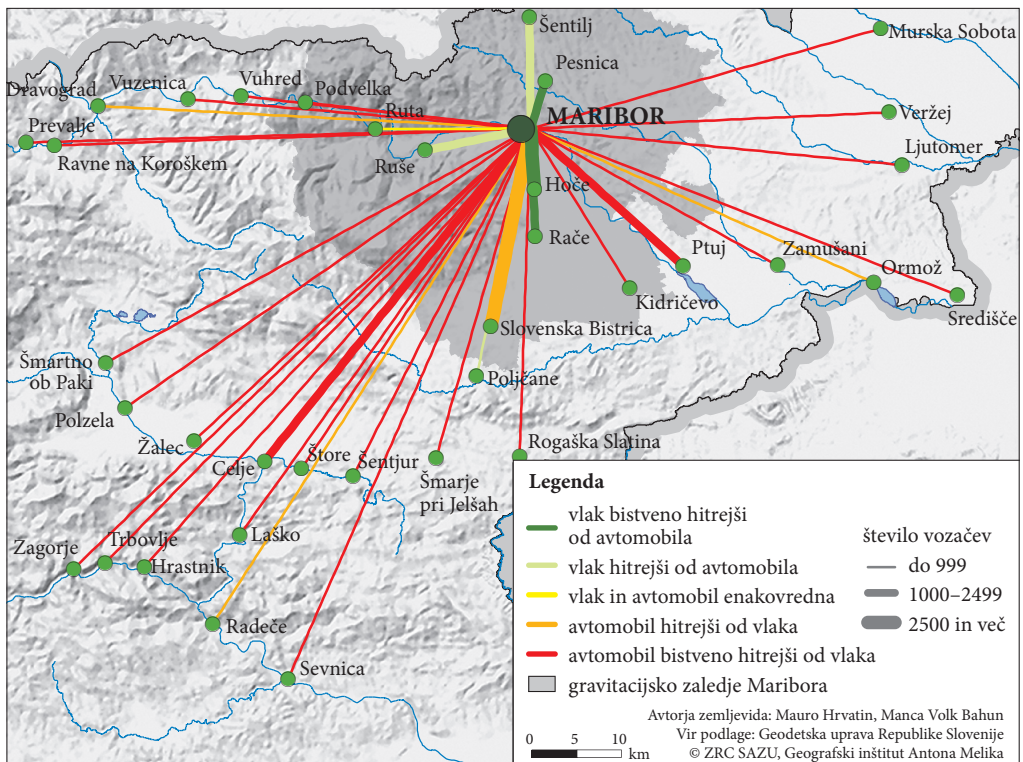 Šentilj
Murska Sobota
Pesnica
Vuhred
Vuzenica
Podvelka
Dravograd
Ruta
MARIBOR
Veržej
Prevalje
Ravne na Koroškem
Ruše
Ljutomer
Hoče
Rače
Ptuj
Zamušani
Ormož
Kidričevo
Središče
Slovenska Bistrica
Šmartno
ob Paki
Poljčane
Polzela
Žalec
Celje
Štore
Šentjur
Rogaška Slatina
Šmarje
pri Jelšah
Laško
Zagorje
Trbovlje
Hrastnik
Radeče
Sevnica
Legenda
vlak bistveno hitrejši
od avtomobila
vlak hitrejši od avtomobila
vlak in avtomobil enakovredna
avtomobil hitrejši od vlaka
avtomobil bistveno hitrejši od vlaka
gravitacijsko zaledje Maribora
število vozačev
do 999
1000–2499
2500 in več
Avtorja zemljevida: Mauro Hrvatin, Manca Volk Bahun
Vir podlage: Geodetska uprava Republike Slovenije
© ZRC SAZU, Geografski inštitut Antona Melika
0 5 10
km